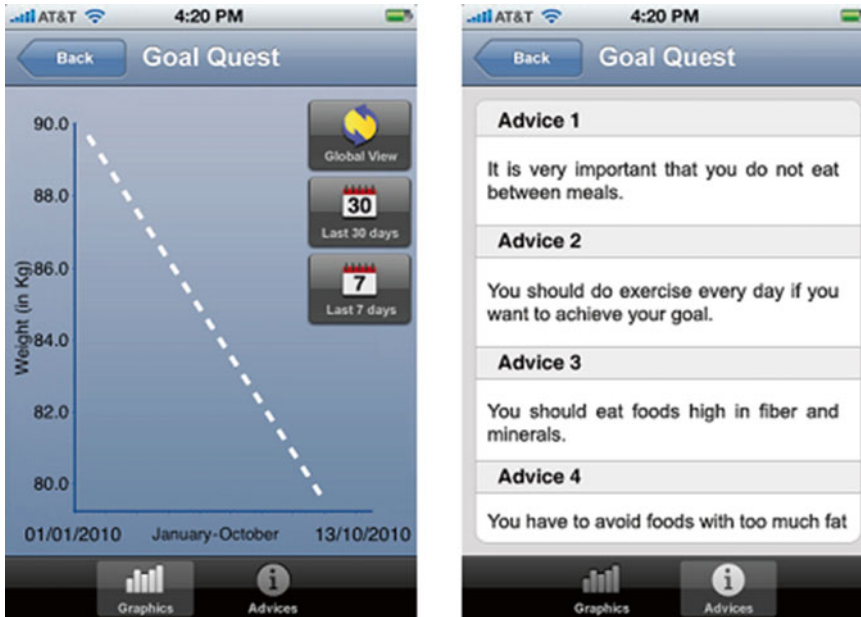 AT&T 4:20 PM
Back Goal Quest
90.0
88.0
86.0
84.0
82.0
80.0
Weight (in Kg)
Global View
30
Last 30 days
7
Last 7 days
01/01/2010 January-October 13/10/2010
Graphics Advices
AT&T 4:20 PM
Back Goal Quest
Advice 1
It is very important that you do not eat
between meals.
Advice 2
You should do exercise every day if you
want to achieve your goal.
Advice 3
You should eat foods high in fiber and
minerals.
Advice 4
You have to avoid foods with too much fat
Graphics Advices